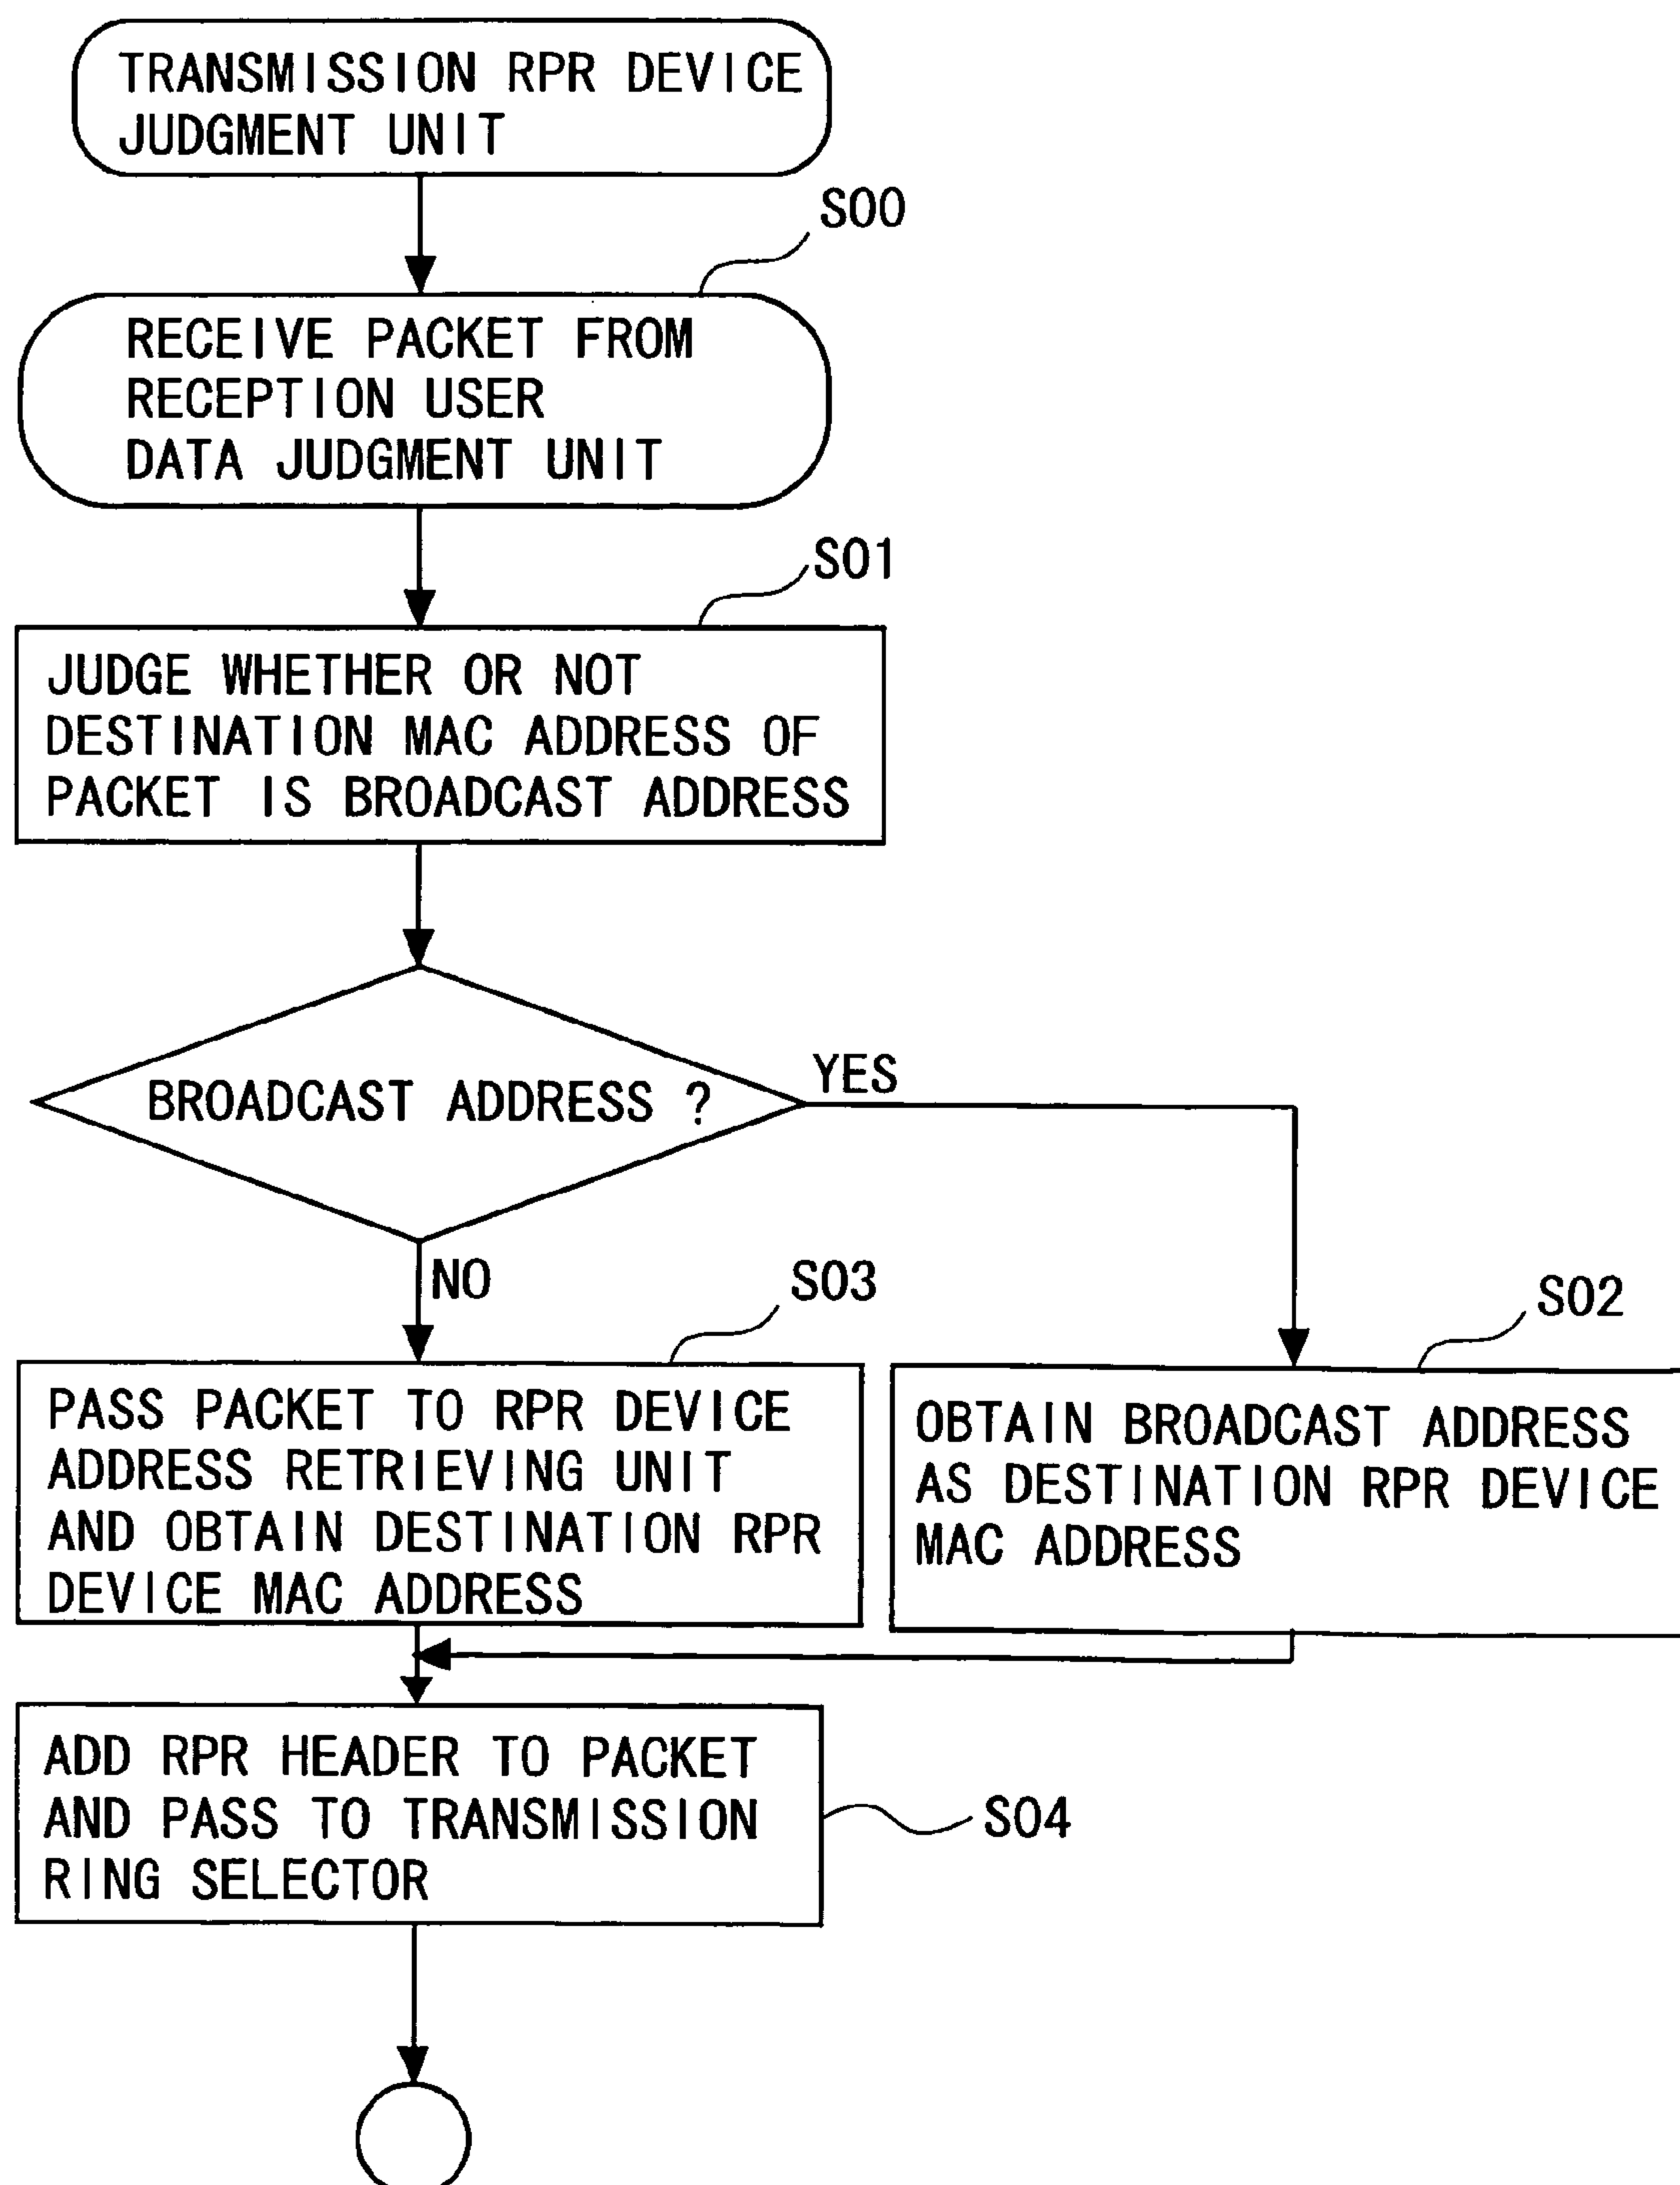 TRANSMISSION RPR DEVICE
JUDGMENT UNIT
S00
RECEIVE PACKET FROM
RECEPTION USER
DATA JUDGMENT UNIT
S01
JUDGE WHETHER OR NOT
DESTINATION MAC ADDRESS OF
PACKET IS BROADCAST ADDRESS
BROADCAST ADDRESS ?
YES
NO
S03
S02
PASS PACKET TO RPR DEVICE
ADDRESS RETRIEVING UNIT
AND OBTAIN DESTINATION RPR
DEVICE MAC ADDRESS
OBTAIN BROADCAST ADDRESS
AS DESTINATION RPR DEVICE
MAC ADDRESS
ADD RPR HEADER TO PACKET
AND PASS TO TRANSMISSION
RING SELECTOR
S04